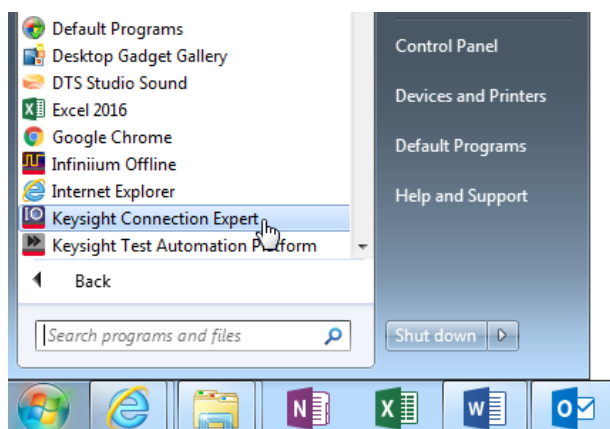 Default Programs
Desktop Gadget Gallery
DTS Studio Sound
Excel 2016
Google Chrome
Infiniium Offline
Internet Explorer
Keysight Connection Expert
Keysight Test Automation Platform
Back
Search programs and files
Control Panel
Devices and Printers
Default Programs
Help and Support
Shut down